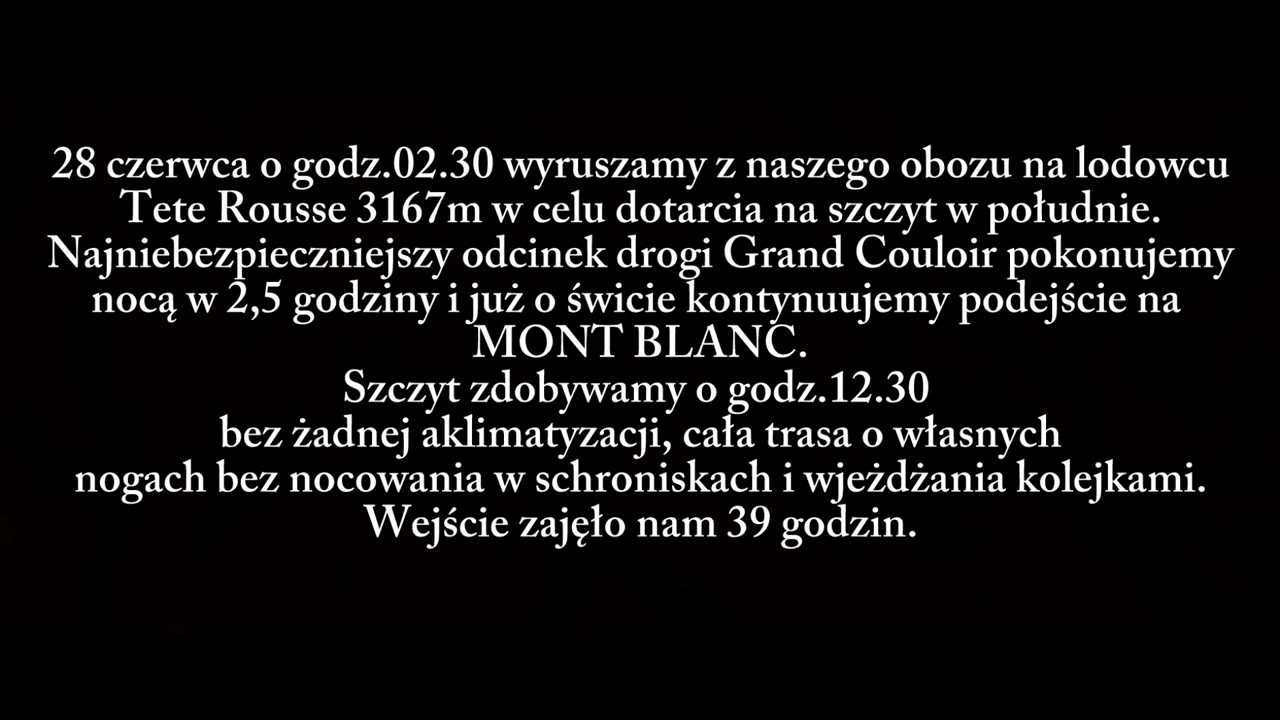 28 czerwca o godz.02.30 wyruszamy z naszego obozu na lodowcu
Tete Rousse 3167m w celu dotarcia na szczyt w południe.
Najniebezpieczniejszy odcinek drogi Grand Couloir pokonujemy
nocą w 2,5 godziny i już o świcie kontynuujemy podejście na
MONT BLANC.
Szczyt zdobywamy o godz.12.30
bez żadnej aklimatyzacji, cała trasa o własnych
nogach bez nocowania w schroniskach i wjeżdżania kolejkami.
Wejście zajęło nam 39 godzin.